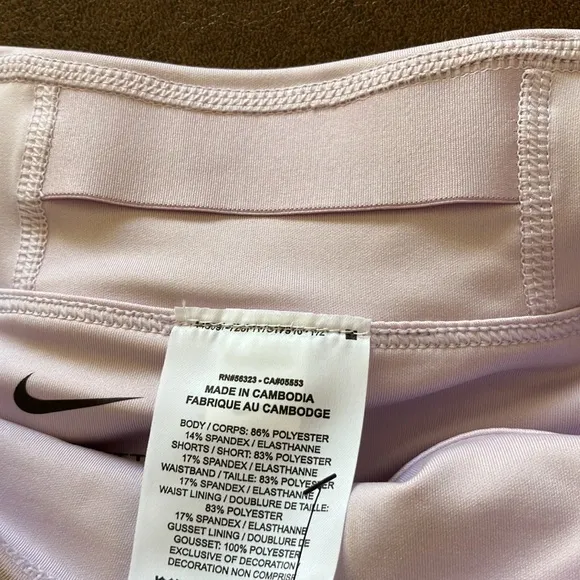 RN#56323 - CA#05553
MADE IN CAMBODIA
FABRIQUE AU CAMBODGE
BODY / CORPS: 86% POLYESTER
14% SPANDEX / ELASTHANNE
SHORTS / SHORT: 83% POLYESTER
17% SPANDEX / ELASTHANNE
WAISTBAND / TAILLE: 83% POLYESTER
17% SPANDEX / ELASTHANNE
WAIST LINING / DOUBLURE DE TAILLE:
83% POLYESTER
17% SPANDEX / ELASTHANNE
GUSSET LINING / DOUBLURE DE
GOUSSET: 100% POLYESTER
EXCLUSIVE OF DECORATION
NON EXCLUSIVE